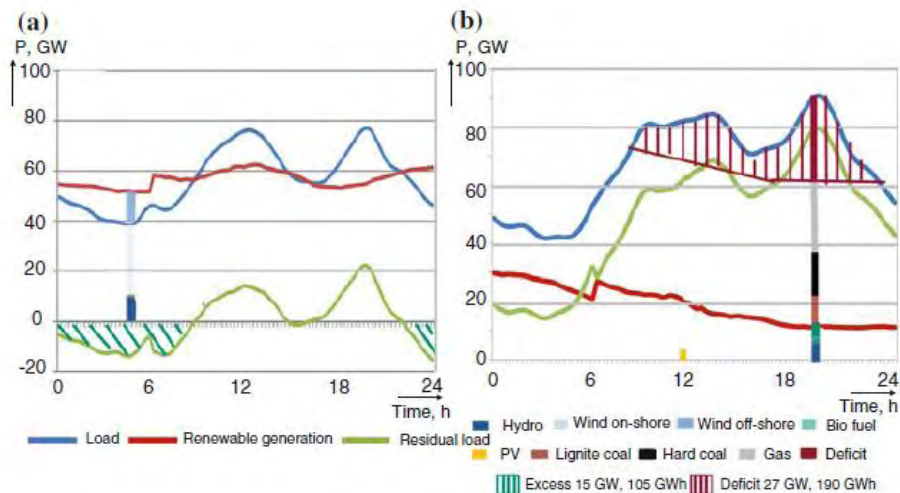 (a)
P, GW
100
80
60
40
20
0
-20
0 6 12 18 24
Time, h
Load Renewable generation Residual load
(b)
P, GW
100
80
60
40
20
0
0 6 12 18 24
Time, h
Hydro Wind on-shore Wind off-shore Bio fuel
PV Lignite coal Hard coal Gas Deficit
Excess 15 GW, 105 GWh Deficit 27 GW, 190 GWh